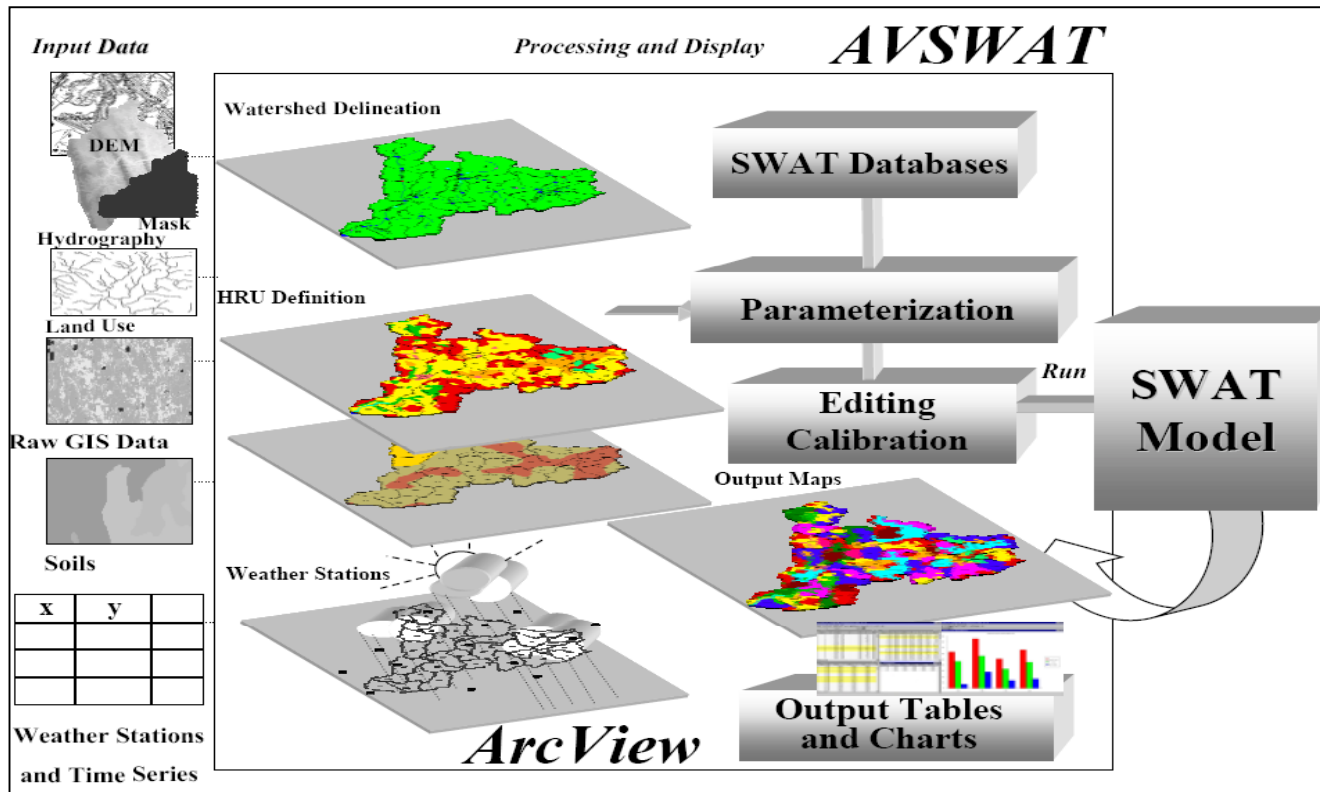 Input Data
Processing and Display
AVSWAT
DEM
Mask
Hydrography
Land Use
Raw GIS Data
Soils
x y
Weather Stations
and Time Series
Watershed Delineation
HRU Definition
Weather Stations
ArcView
SWAT Databases
Parameterization
Editing
Calibration
Run
SWAT
Model
Output Maps
Output Tables
and Charts